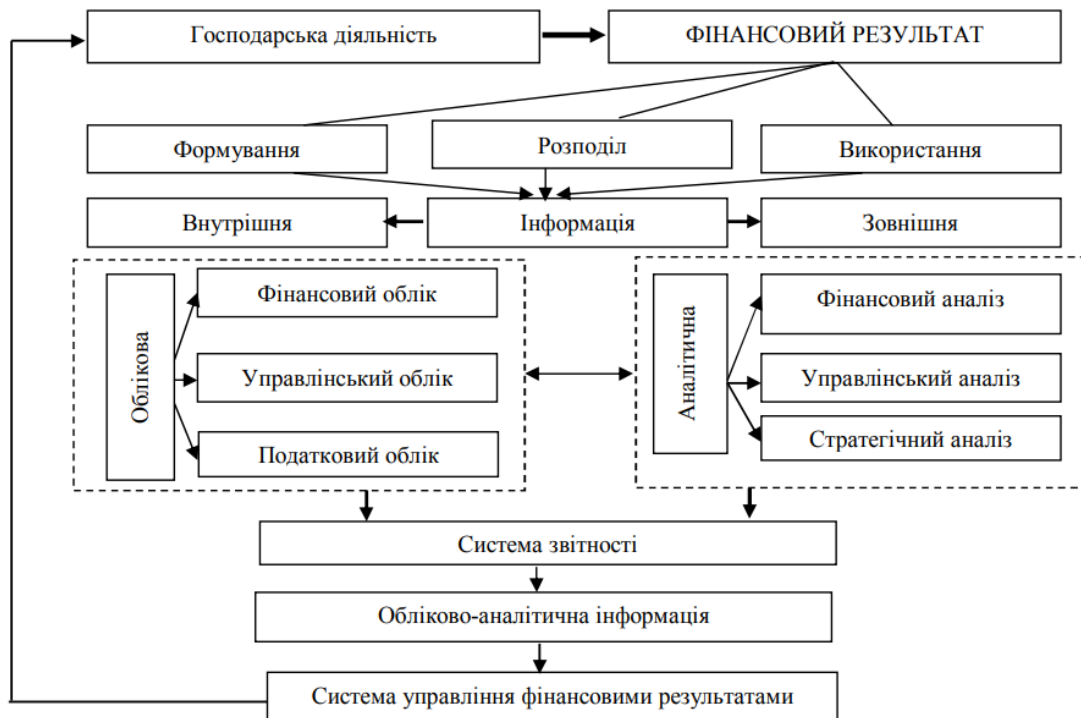 Господарська діяльність
ФІНАНСОВИЙ РЕЗУЛЬТАТ
Формування
Розподіл
Використання
Внутрішня
Інформація
Зовнішня
Облікова
Фінансовий облік
Управлінський облік
Податковий облік
Аналітична
Фінансовий аналіз
Управлінський аналіз
Стратегічний аналіз
Система звітності
Обліково-аналітична інформація
Система управління фінансовими результатами